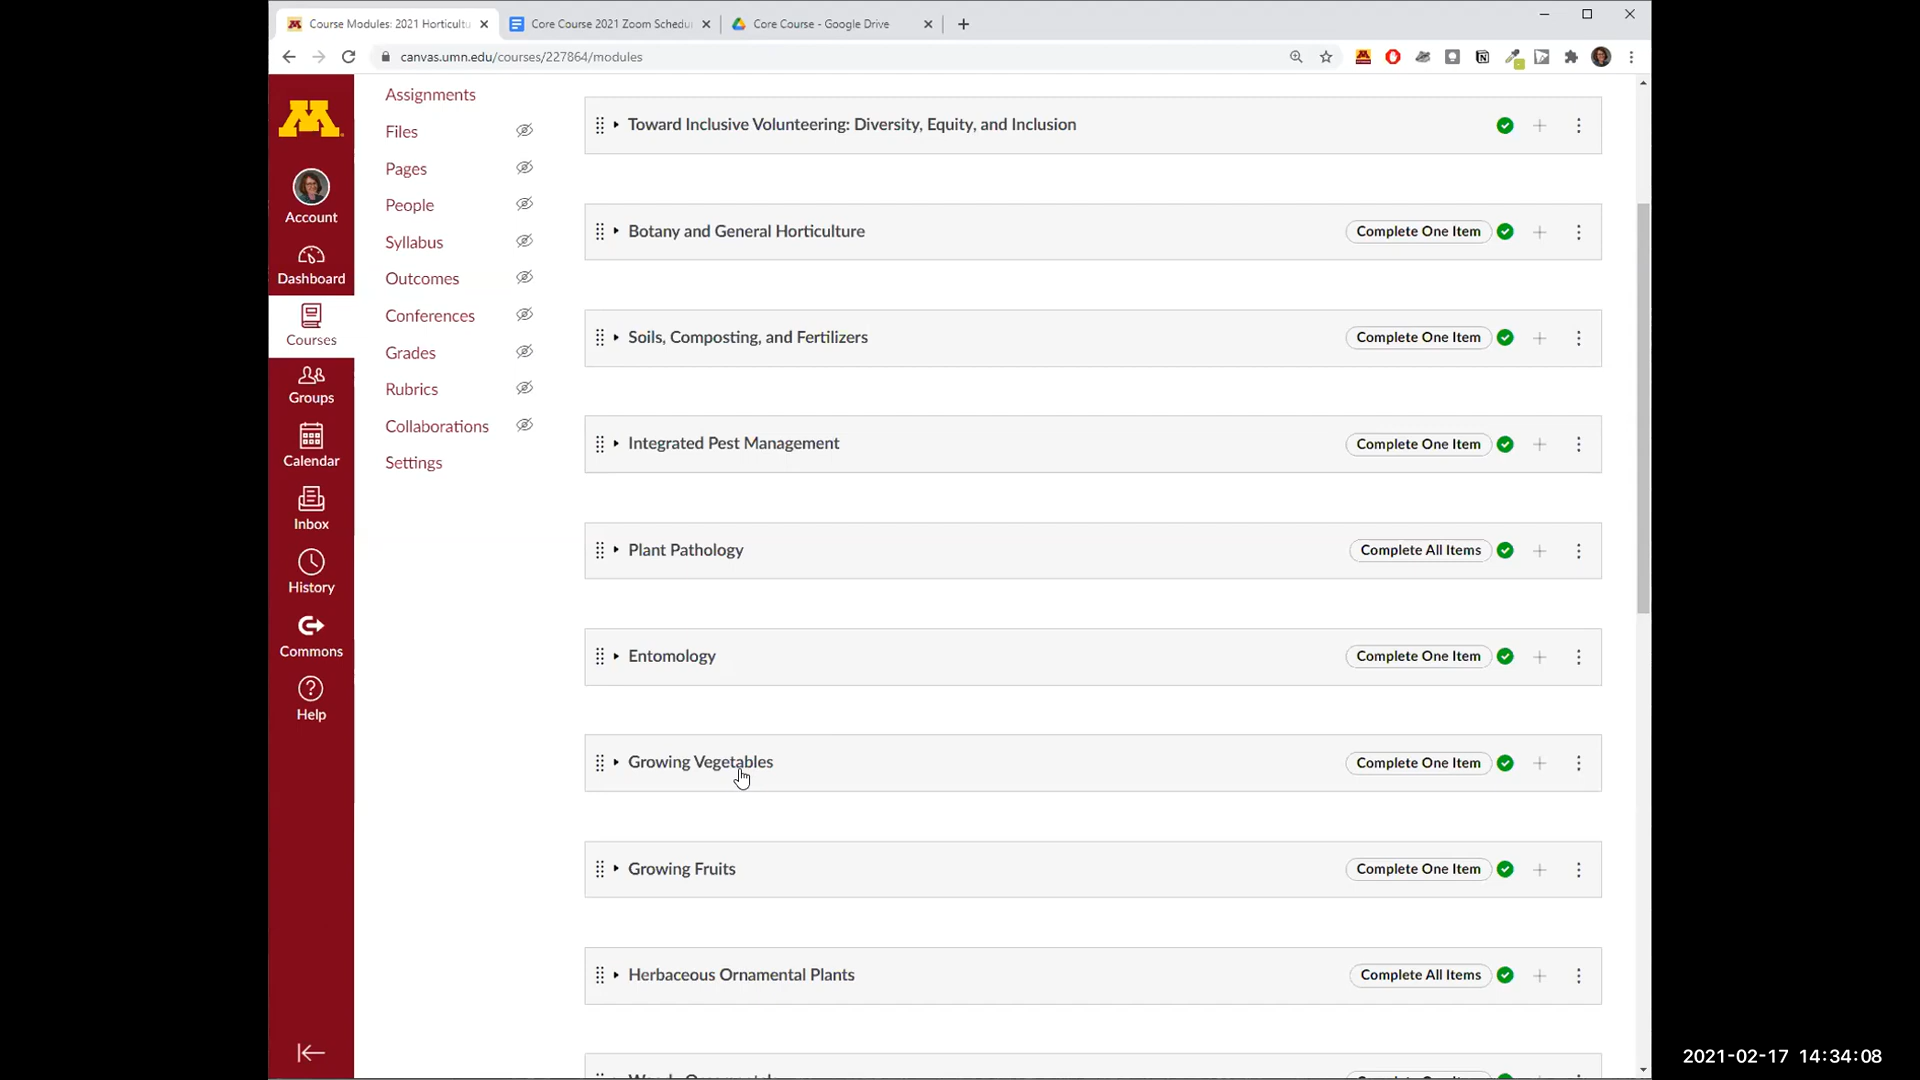 Course Modules: 2021 Horticultu
Core Course 2021 Zoom Schedu
Core Course - Google Drive
canvas.umn.edu/courses/227864/modules
Account
Dashboard
Courses
Groups
Calendar
Inbox
History
Commons
Help
Assignments
Files
Pages
People
Syllabus
Outcomes
Conferences
Grades
Rubrics
Collaborations
Settings
Toward Inclusive Volunteering: Diversity, Equity, and Inclusion
Botany and General Horticulture Complete One Item
Soils, Composting, and Fertilizers Complete One Item
Integrated Pest Management Complete One Item
Plant Pathology Complete All Items
Entomology Complete One Item
Growing Vegetables Complete One Item
Growing Fruits Complete One Item
Herbaceous Ornamental Plants Complete All Items
2021-02-17 14:34:08